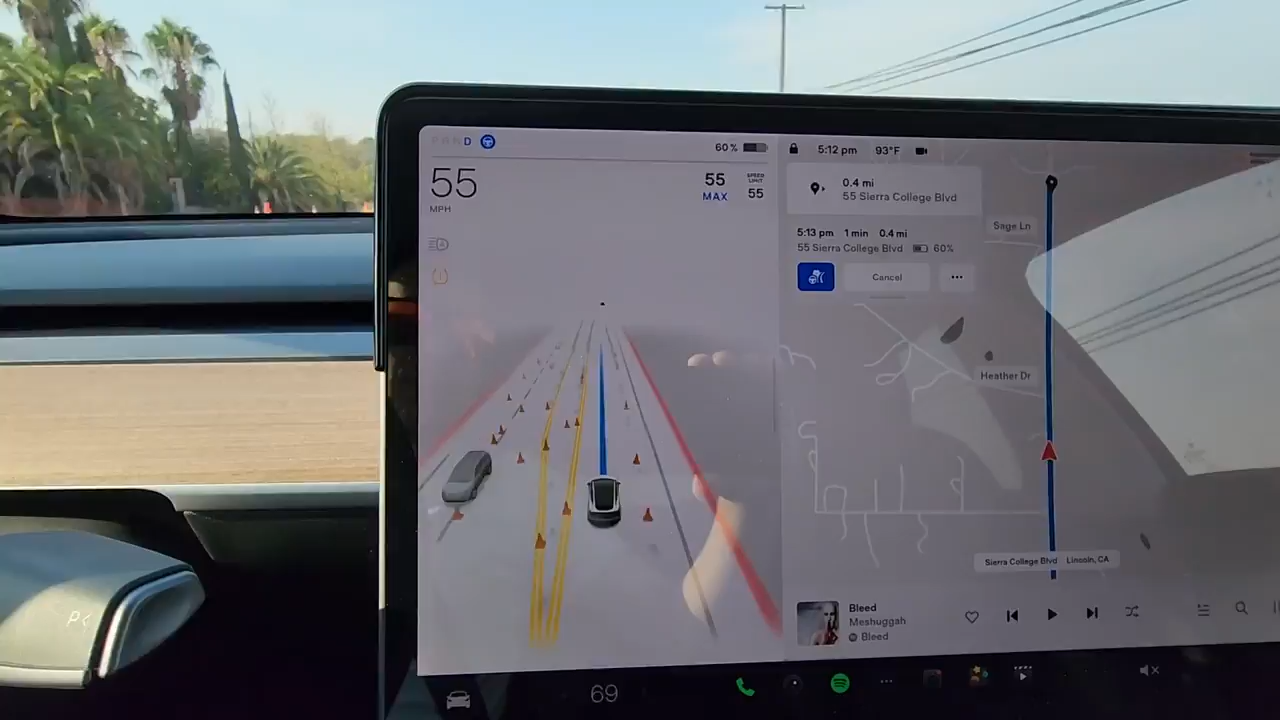 P R N D
60%
55
MPH
55
MAX
SPEED
LIMIT
55
5:12 pm
93°F
0.4 mi
55 Sierra College Blvd
5:13 pm 1 min 0.4 mi
55 Sierra College Blvd 60%
Cancel
Sage Ln
Heather Dr
Sierra College Blvd Lincoln, CA
Bleed
Meshuggah
Bleed
69
P